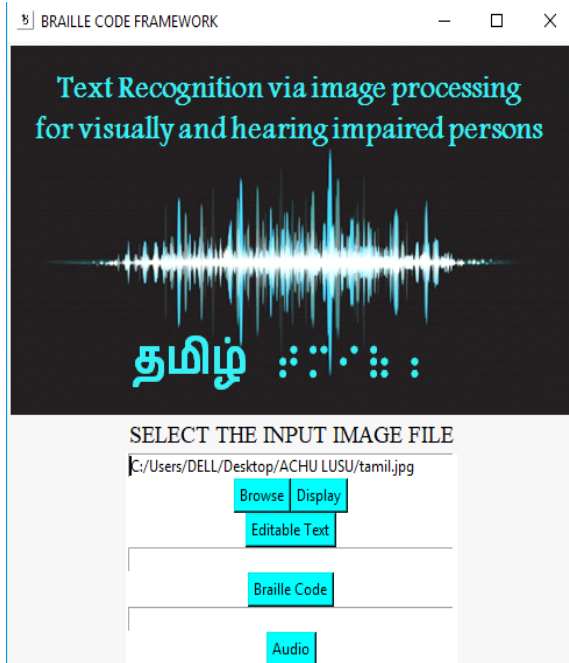 BRAILLE CODE FRAMEWORK
Text Recognition via image processing
for visually and hearing impaired persons
தமிழ்
SELECT THE INPUT IMAGE FILE
C:/Users/DELL/Desktop/ACHU LUSU/tamil.jpg
Browse Display
Editable Text
Braille Code
Audio